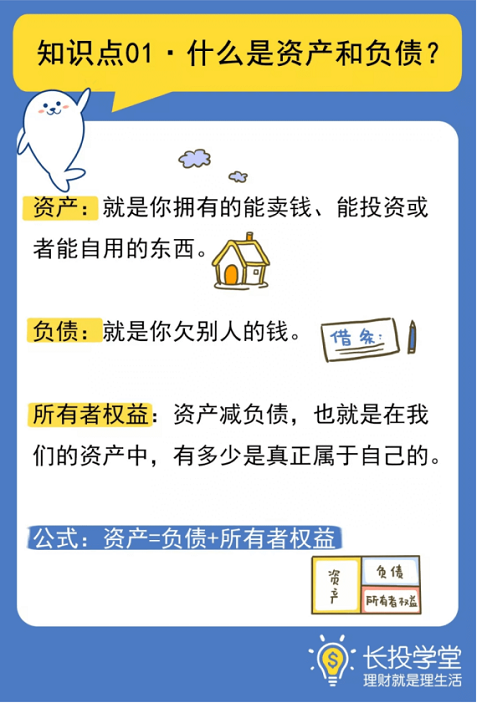 知识点01·什么是资产和负债？
资产：就是你拥有的能卖钱、能投资或
者能自用的东西。
负债：就是你欠别人的钱。
借条：
所有者权益：资产减负债，也就是在我
们的资产中，有多少是真正属于自己的。
公式：资产=负债+所有者权益
资产
负债
所有者权益
长投学堂
理财就是理生活